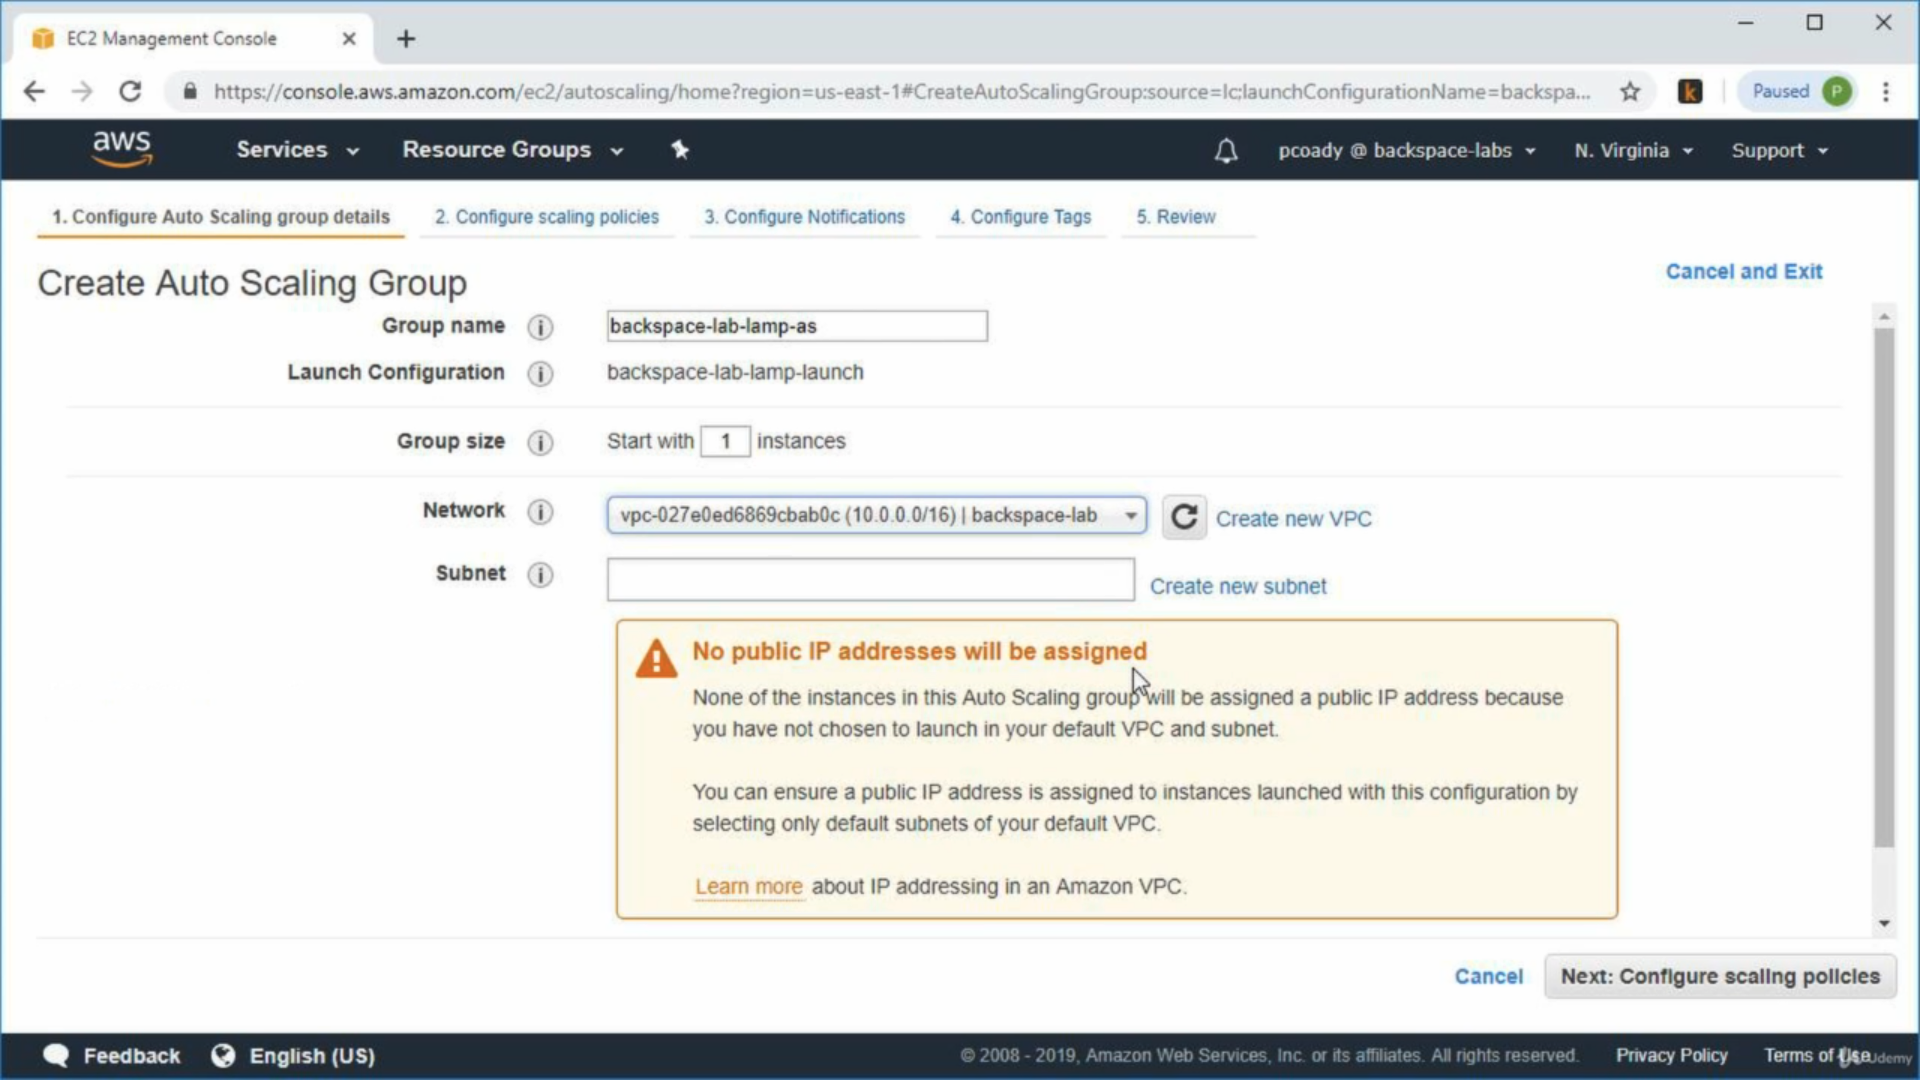 EC2 Management Console
https://console.aws.amazon.com/ec2/autoscaling/home?region=us-east-1#CreateAutoScalingGroup:source=lc;launchConfigurationName=backspa...
k
Paused P
aws Services Resource Groups pcoady @ backspace-labs N. Virginia Support
1. Configure Auto Scaling group details 2. Configure scaling policies 3. Configure Notifications 4. Configure Tags 5. Review
Create Auto Scaling Group
Cancel and Exit
Group name i backspace-lab-lamp-as
Launch Configuration i backspace-lab-lamp-launch
Group size i Start with 1 instances
Network i vpc-027e0ed6869cbab0c (10.0.0.0/16) | backspace-lab Create new VPC
Subnet i Create new subnet
No public IP addresses will be assigned
None of the instances in this Auto Scaling group will be assigned a public IP address because
you have not chosen to launch in your default VPC and subnet.
You can ensure a public IP address is assigned to instances launched with this configuration by
selecting only default subnets of your default VPC.
Learn more about IP addressing in an Amazon VPC.
Cancel Next: Configure scaling policies
Feedback English (US) © 2008 - 2019, Amazon Web Services, Inc. or its affiliates. All rights reserved. Privacy Policy Terms of Use
Udemy